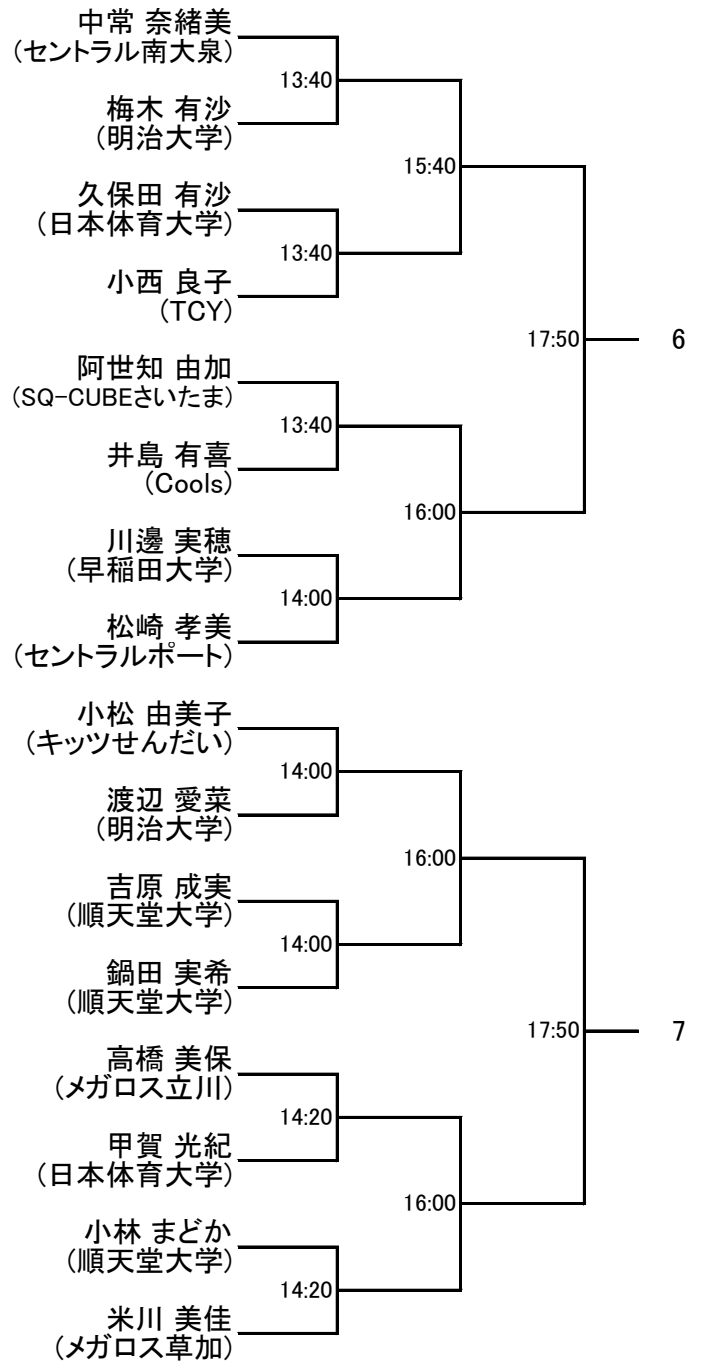 中常 奈緒美
(セントラル南大泉)
13:40
梅木 有沙
(明治大学)
15:40
久保田 有沙
(日本体育大学)
13:40
小西 良子
(TCY)
17:50
6
阿世知 由加
(SQ-CUBEさいたま)
13:40
井島 有喜
(Cools)
16:00
川邊 実穂
(早稲田大学)
14:00
松崎 孝美
(セントラルポート)
小松 由美子
(キッツせんだい)
14:00
渡辺 愛菜
(明治大学)
16:00
吉原 成実
(順天堂大学)
14:00
鍋田 実希
(順天堂大学)
17:50
7
高橋 美保
(メガロス立川)
14:20
甲賀 光紀
(日本体育大学)
16:00
小林 まどか
(順天堂大学)
14:20
米川 美佳
(メガロス草加)